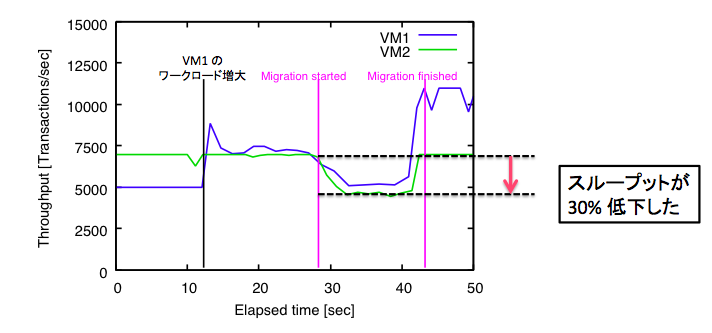 15000
12500
10000
7500
5000
2500
0
Throughput [Transactions/sec]
VM1
VM2
VM1 の
ワークロード増大
Migration started
Migration finished
0
10
20
30
40
50
Elapsed time [sec]
スループットが
30% 低下した